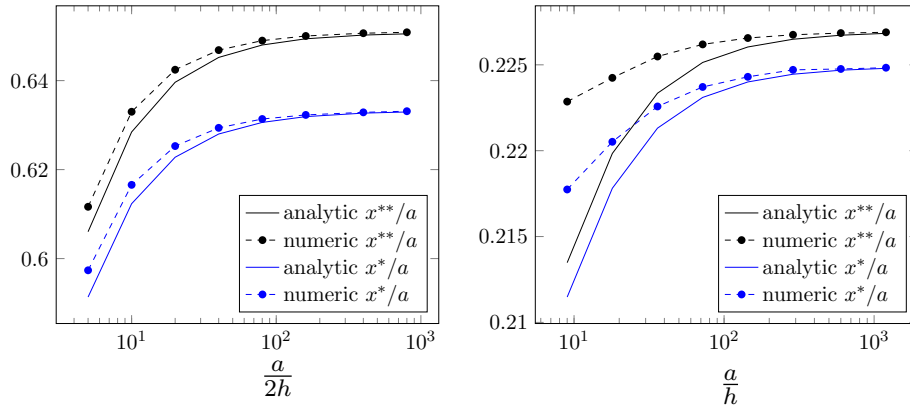 0.64
0.62
0.6
analytic x**/a
numeric x**/a
analytic x*/a
numeric x*/a
10^1 10^2 10^3
a/2h
0.225
0.22
0.215
0.21
analytic x**/a
numeric x**/a
analytic x*/a
numeric x*/a
10^1 10^2 10^3
a/h